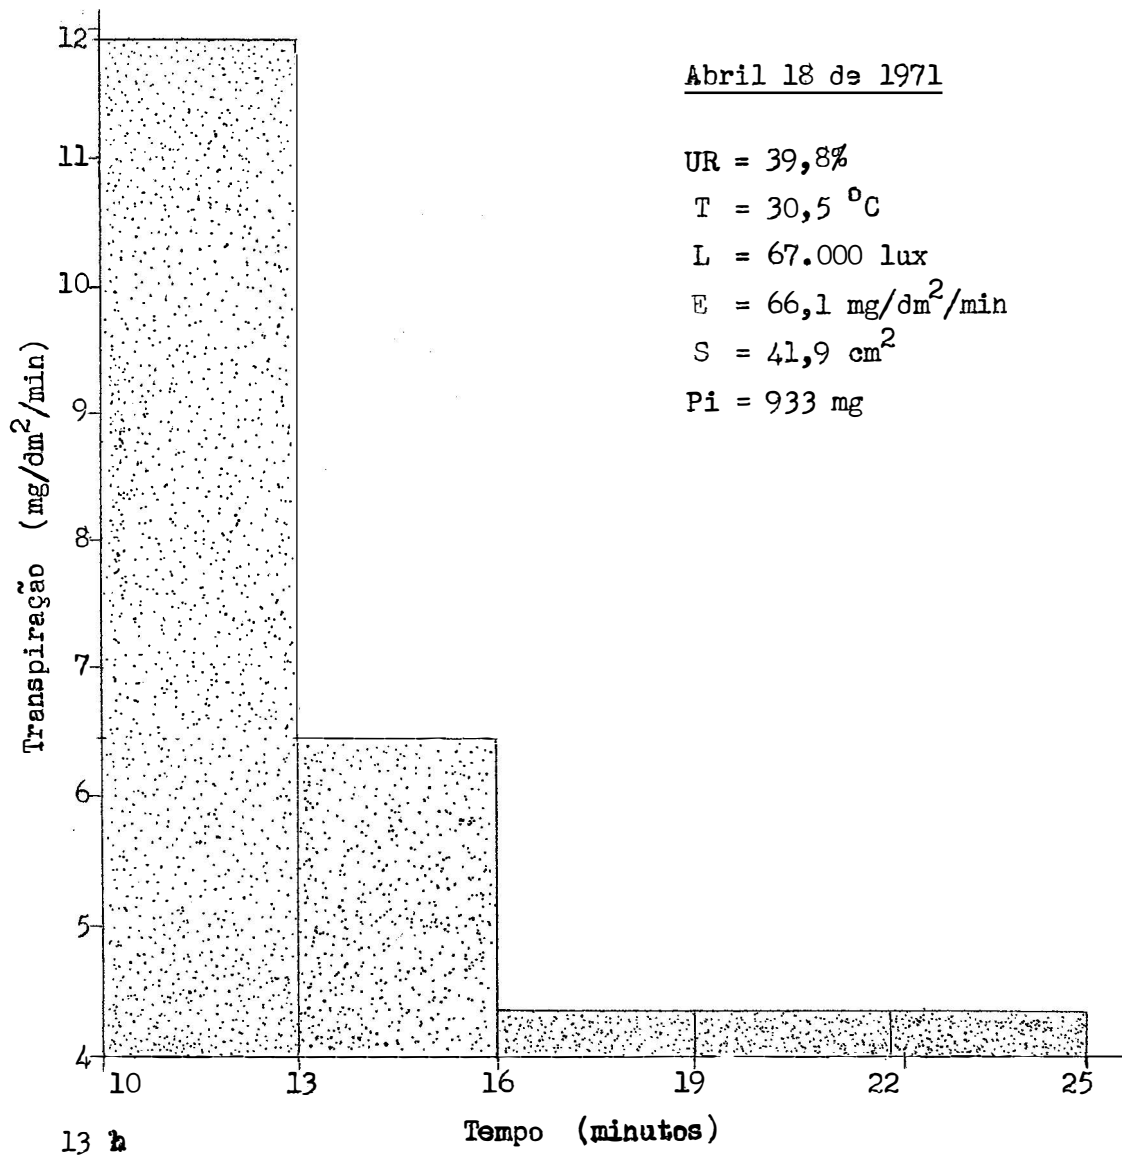 12
11
10
9
8
7
6
5
4
Transpiração (mg/dm²/min)
Abril 18 de 1971
UR = 39,8%
T = 30,5 °C
L = 67.000 lux
E = 66,1 mg/dm²/min
S = 41,9 cm²
Pi = 933 mg
10 13 16 19 22 25
13 h
Tempo (minutos)